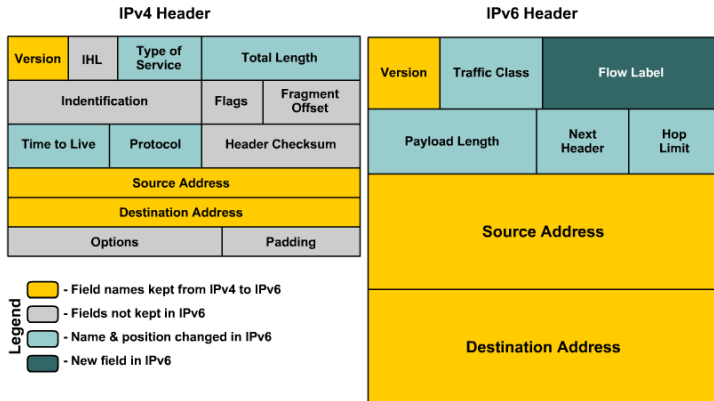 IPv4 Header
Version
IHL
Type of
Service
Total Length
Indentification
Flags
Fragment
Offset
Time to Live
Protocol
Header Checksum
Source Address
Destination Address
Options
Padding
Legend
- Field names kept from IPv4 to IPv6
- Fields not kept in IPv6
- Name & position changed in IPv6
- New field in IPv6
IPv6 Header
Version
Traffic Class
Flow Label
Payload Length
Next
Header
Hop
Limit
Source Address
Destination Address